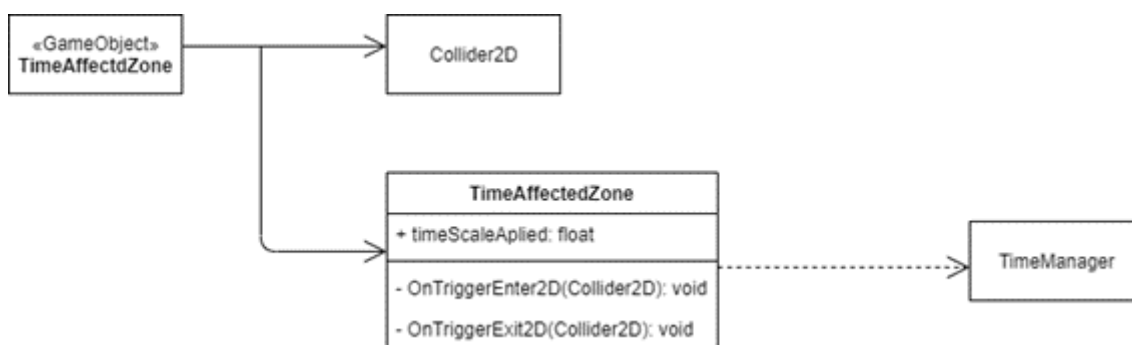 «GameObject»
TimeAffectdZone
Collider2D
TimeAffectedZone
+ timeScaleAplied: float
- OnTriggerEnter2D(Collider2D): void
- OnTriggerExit2D(Collider2D): void
TimeManager